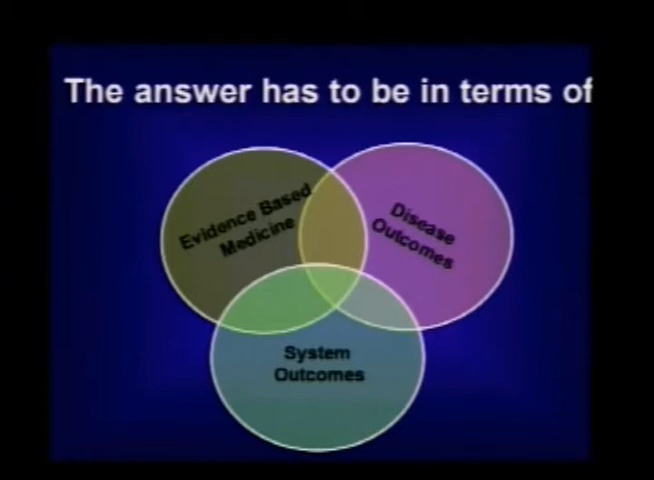 The answer has to be in terms of
Evidence Based
Medicine
Disease
Outcomes
System
Outcomes